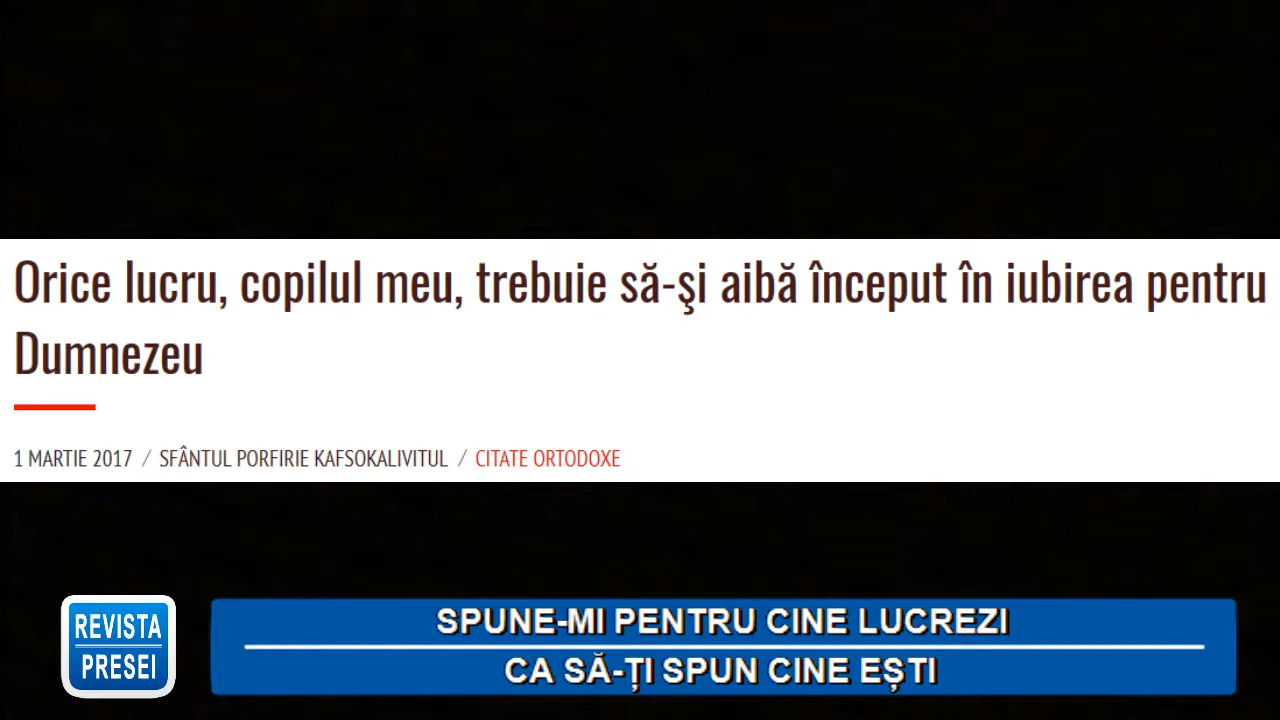 Orice lucru, copilul meu, trebuie să-şi aibă început în iubirea pentru
Dumnezeu
1 MARTIE 2017 / SFÂNTUL PORFIRIE KAFSOKALIVITUL / CITATE ORTODOXE
REVISTA
PRESEI
SPUNE-MI PENTRU CINE LUCREZI
CA SĂ-ȚI SPUN CINE EȘTI